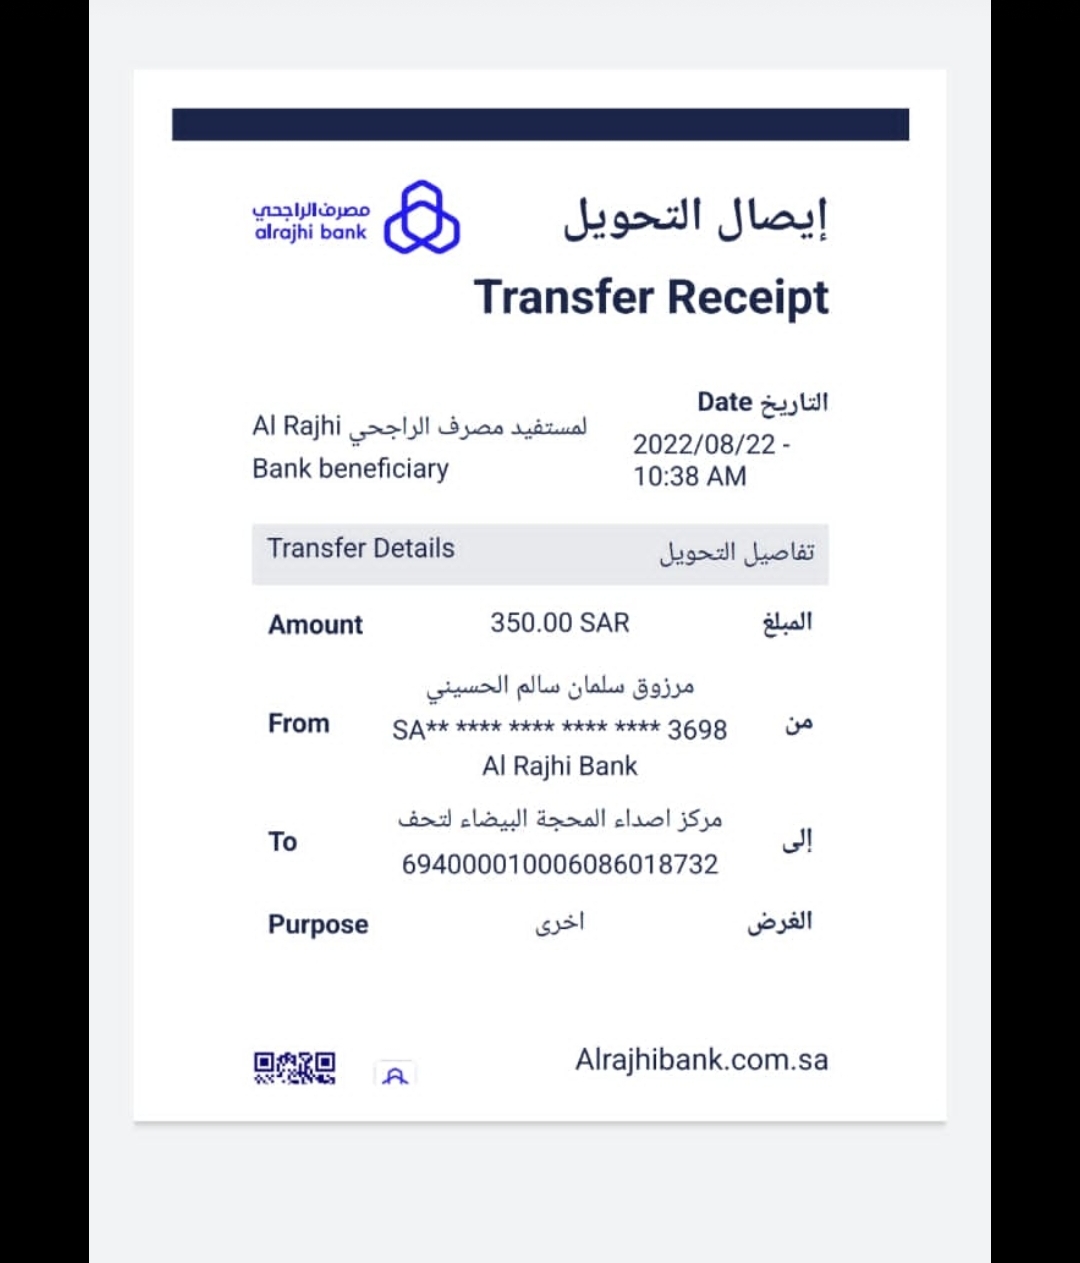 مصرف الراجحي
alrajhi bank
إيصال التحويل
Transfer Receipt
التاريخ Date
2022/08/22 -
10:38 AM
لمستفيد مصرف الراجحي Al Rajhi
Bank beneficiary
Transfer Details تفاصيل التحويل
Amount 350.00 SAR المبلغ
مرزوق سلمان سالم الحسيني
From SA** **** **** **** **** 3698 من
Al Rajhi Bank
مركز اصداء المحجة البيضاء لتحف
To إلى
694000010006086018732
Purpose اخرى الغرض
Alrajhibank.com.sa